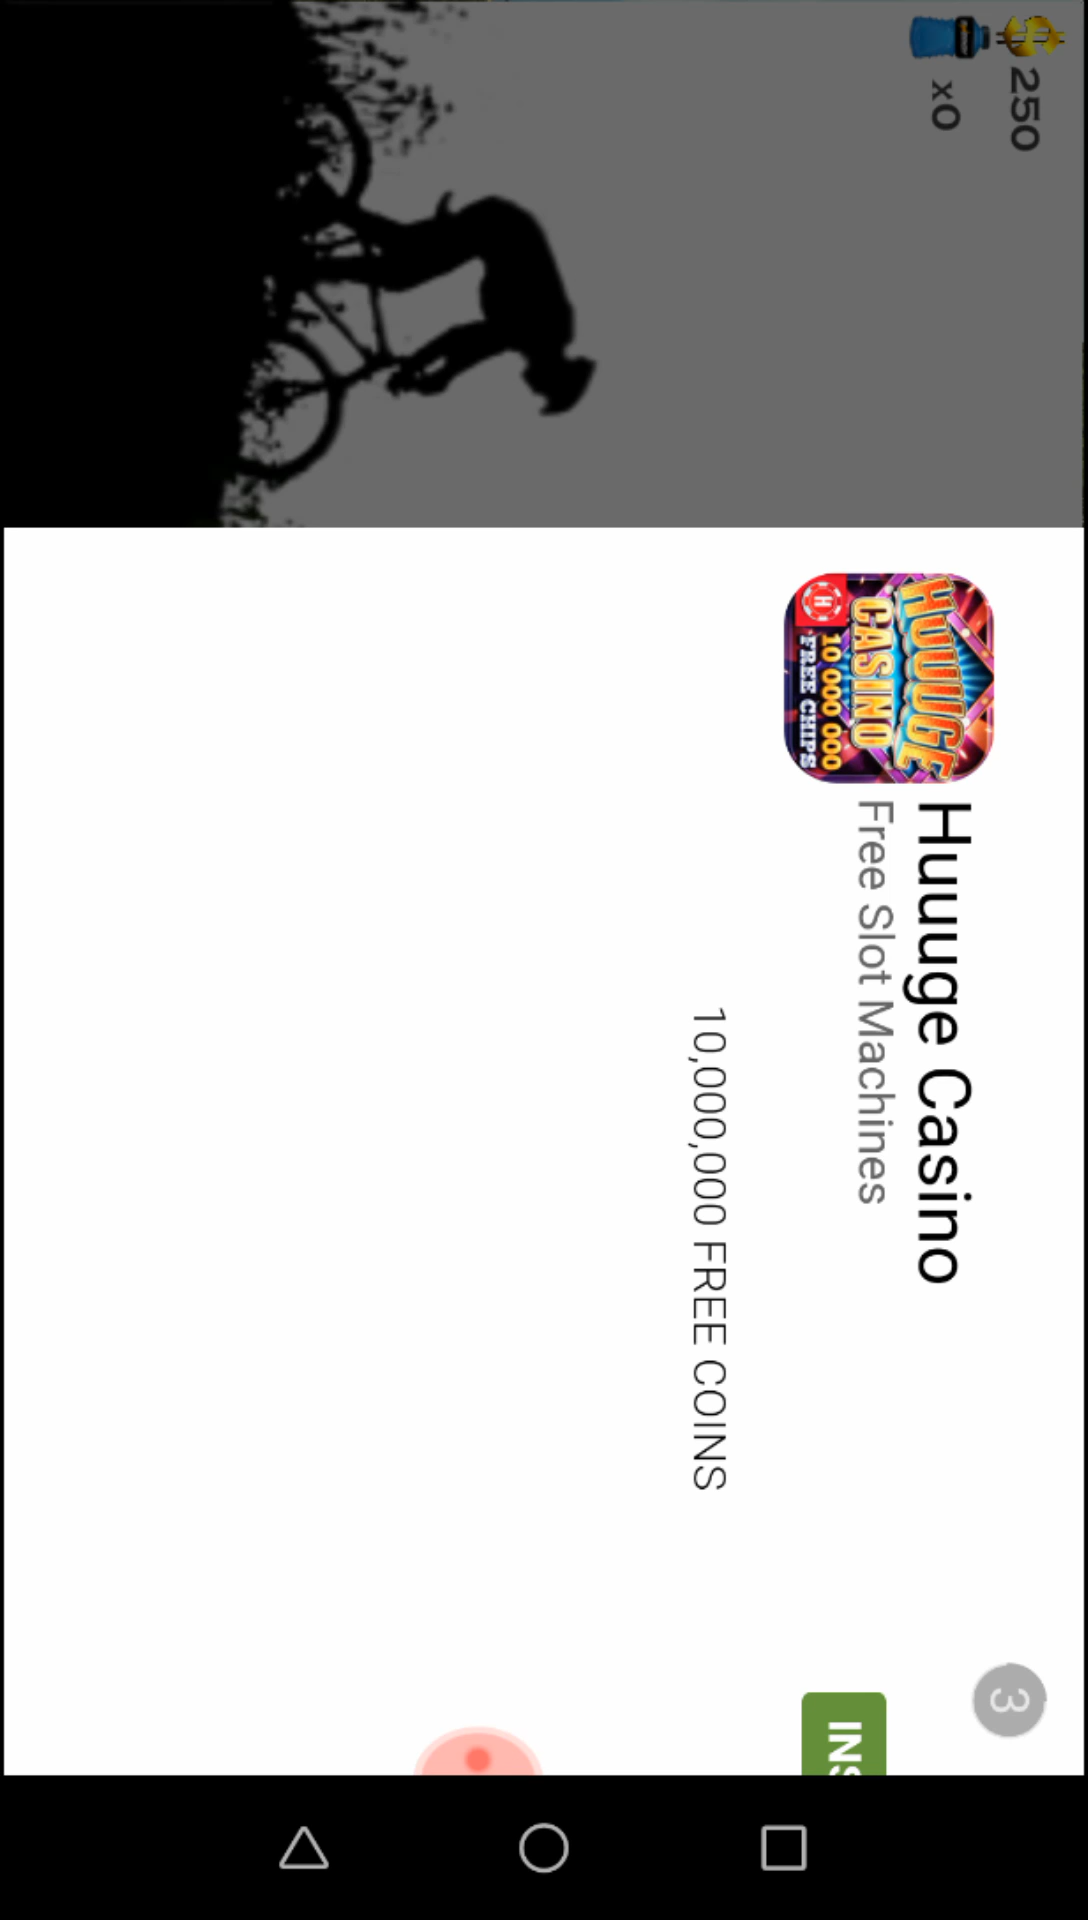 250
x0
HUUUGE
CASINO
10 000 000
FREE CHIPS
H
Huuuge Casino
Free Slot Machines
10,000,000 FREE COINS
3
INS